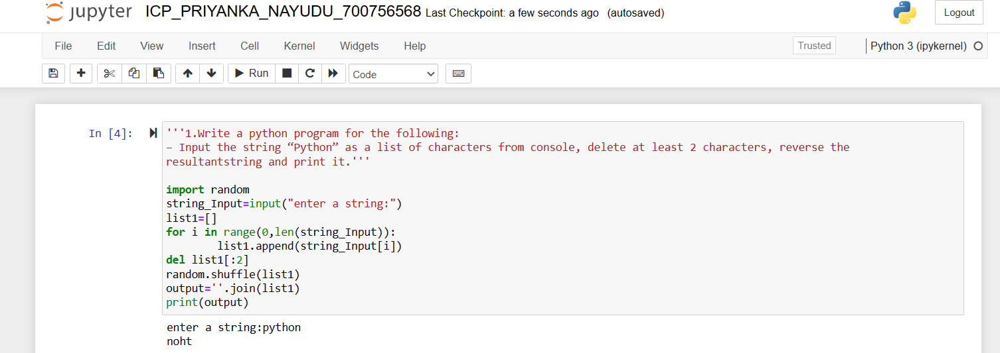 jupyter ICP_PRIYANKA_NAYUDU_700756568 Last Checkpoint: a few seconds ago (autosaved) Logout
File Edit View Insert Cell Kernel Widgets Help Trusted Python 3 (ipykernel)
Run Code
In [4]: '''1.Write a python program for the following:
– Input the string “Python” as a list of characters from console, delete at least 2 characters, reverse the
resultantstring and print it.'''
import random
string_Input=input("enter a string:")
list1=[]
for i in range(0,len(string_Input)):
        list1.append(string_Input[i])
del list1[:2]
random.shuffle(list1)
output=''.join(list1)
print(output)
enter a string:python
noht